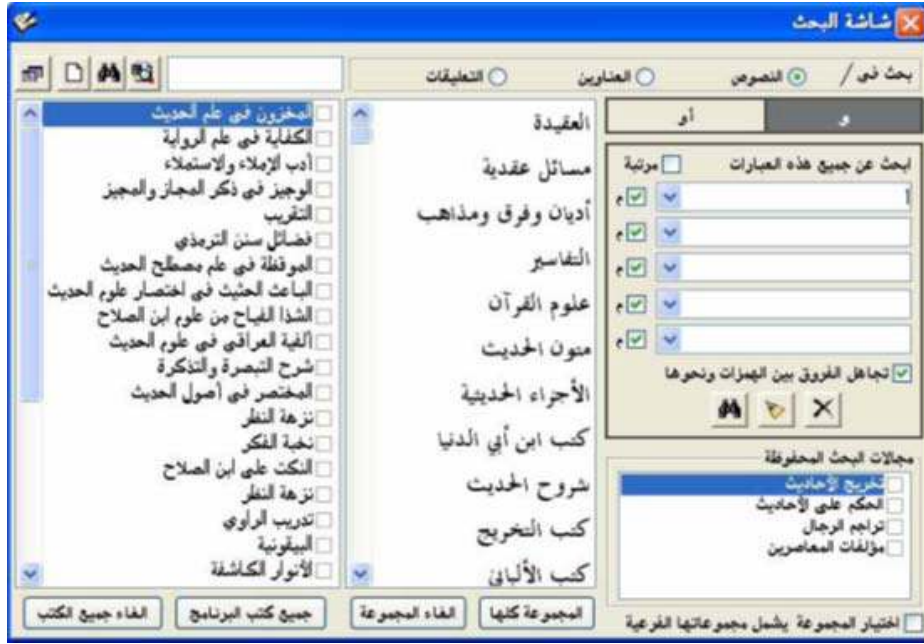 شاشة البحث
بحث في / النصوص العناوين التعليقات
و أو
ابحث عن جميع هذه العبارات مرتبة
م
م
م
م
م
تجاهل الفروق بين الهمزات ونحوها
مجالات البحث المحفوظة
تخريج الأحاديث
الحكم على الأحاديث
تراجم الرجال
مؤلفات المعاصرين
اختيار المجموعة يشمل مجموعاتها الفرعية
العقيدة
مسائل عقدية
أديان وفرق ومذاهب
التفاسير
علوم القرآن
متون الحديث
الأجزاء الحديثية
كتب ابن أبي الدنيا
شروح الحديث
كتب التخريج
كتب الألباني
المجموعة كلها الغاء المجموعة
المخزون في علم الحديث
الكفاية في علم الرواية
أدب الإملاء والاستملاء
الوجيز في ذكر المجاز والمجيز
التقريب
فضائل سنن الترمذي
الموقظة في علم مصطلح الحديث
الباعث الحثيث في اختصار علوم الحديث
الشذا الفياح من علوم ابن الصلاح
ألفية العراقي في علوم الحديث
شرح التبصرة والتذكرة
المختصر في أصول الحديث
نزهة النظر
نخبة الفكر
النكت على ابن الصلاح
نزهة النظر
تدريب الراوي
البيقونية
الأنوار الكاشفة
جميع كتب البرنامج الغاء جميع الكتب